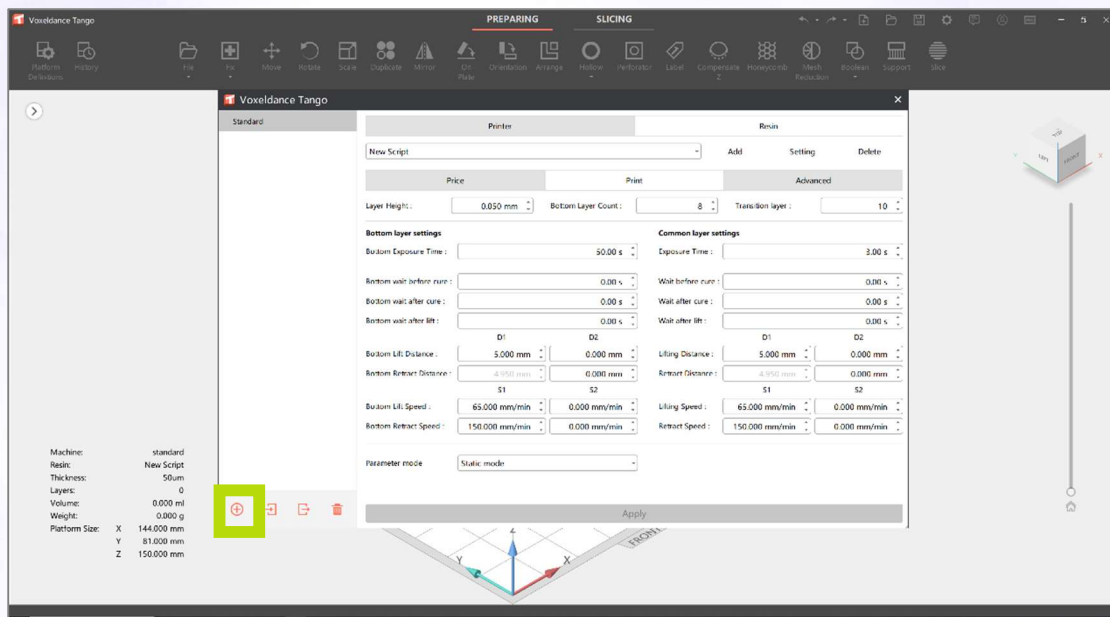 Voxeldance Tango
PREPARING SLICING
Platform Definitions History File Fix Move Rotate Scale Duplicate Mirror On Plate Orientation Arrange Hollow Perforator Label Compensate Z Honeycomb Mesh Reduction Boolean Support Slice
Voxeldance Tango
Standard
Printer Resin
New Script Add Setting Delete
Price Print Advanced
Layer Height : 0.050 mm Bottom Layer Count : 8 Transition layer : 10
Bottom layer settings Common layer settings
Bottom Exposure Time : 50.00 s Exposure Time : 3.00 s
Bottom wait before cure : 0.00 s Wait before cure : 0.00 s
Bottom wait after cure : 0.00 s Wait after cure : 0.00 s
Bottom wait after lift : 0.00 s Wait after lift : 0.00 s
D1 D2 D1 D2
Bottom Lift Distance : 5.000 mm 0.000 mm Lifting Distance : 5.000 mm 0.000 mm
Bottom Retract Distance : 4.950 mm 0.000 mm Retract Distance : 4.950 mm 0.000 mm
S1 S2 S1 S2
Bottom Lift Speed : 65.000 mm/min 0.000 mm/min Lifting Speed : 65.000 mm/min 0.000 mm/min
Bottom Retract Speed : 150.000 mm/min 0.000 mm/min Retract Speed : 150.000 mm/min 0.000 mm/min
Parameter mode Static mode
Apply
Machine: standard
Resin: New Script
Thickness: 50um
Layers: 0
Volume: 0.000 ml
Weight: 0.000 g
Platform Size: X 144.000 mm
Y 81.000 mm
Z 150.000 mm
TOP
Y LEFT FRONT X
Z
Y X
FRONT